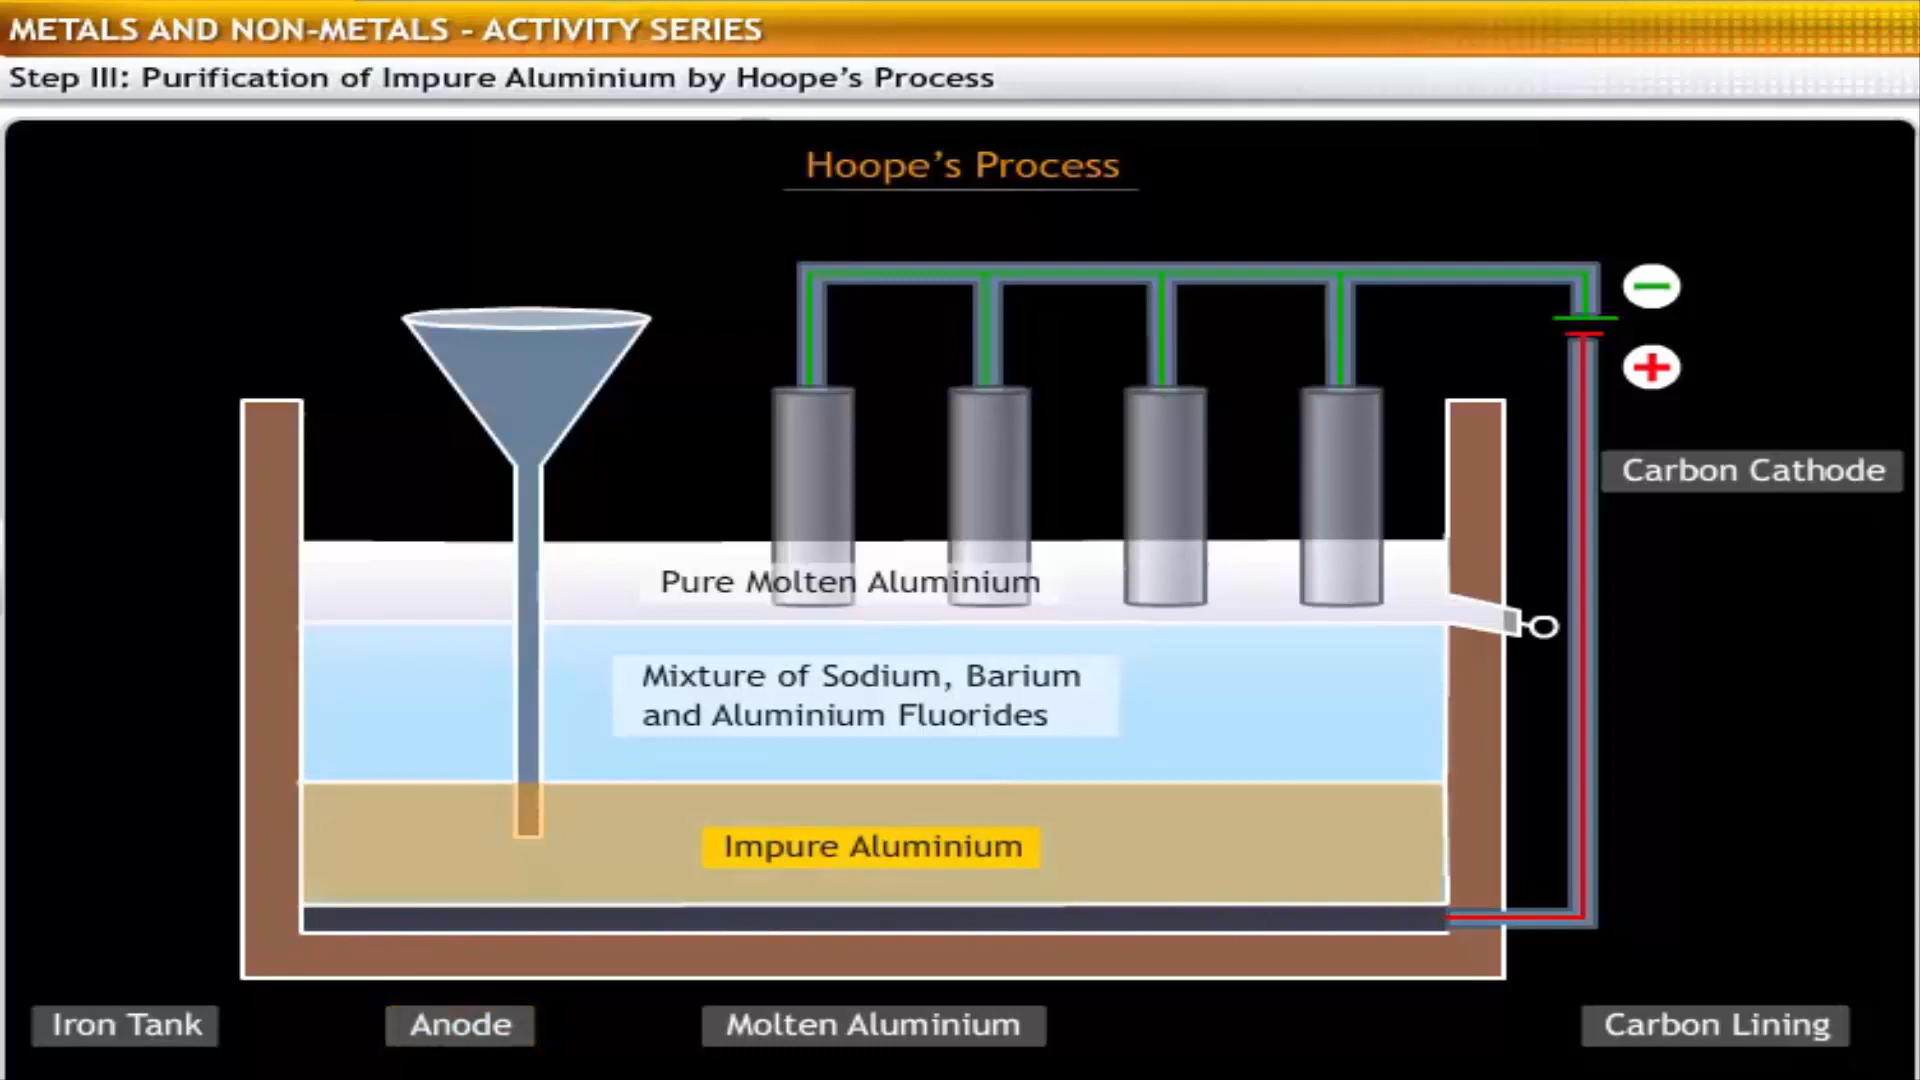 METALS AND NON-METALS - ACTIVITY SERIES
Step III: Purification of Impure Aluminium by Hoope’s Process
Hoope’s Process
Carbon Cathode
Pure Molten Aluminium
Mixture of Sodium, Barium
and Aluminium Fluorides
Impure Aluminium
Iron Tank
Anode
Molten Aluminium
Carbon Lining